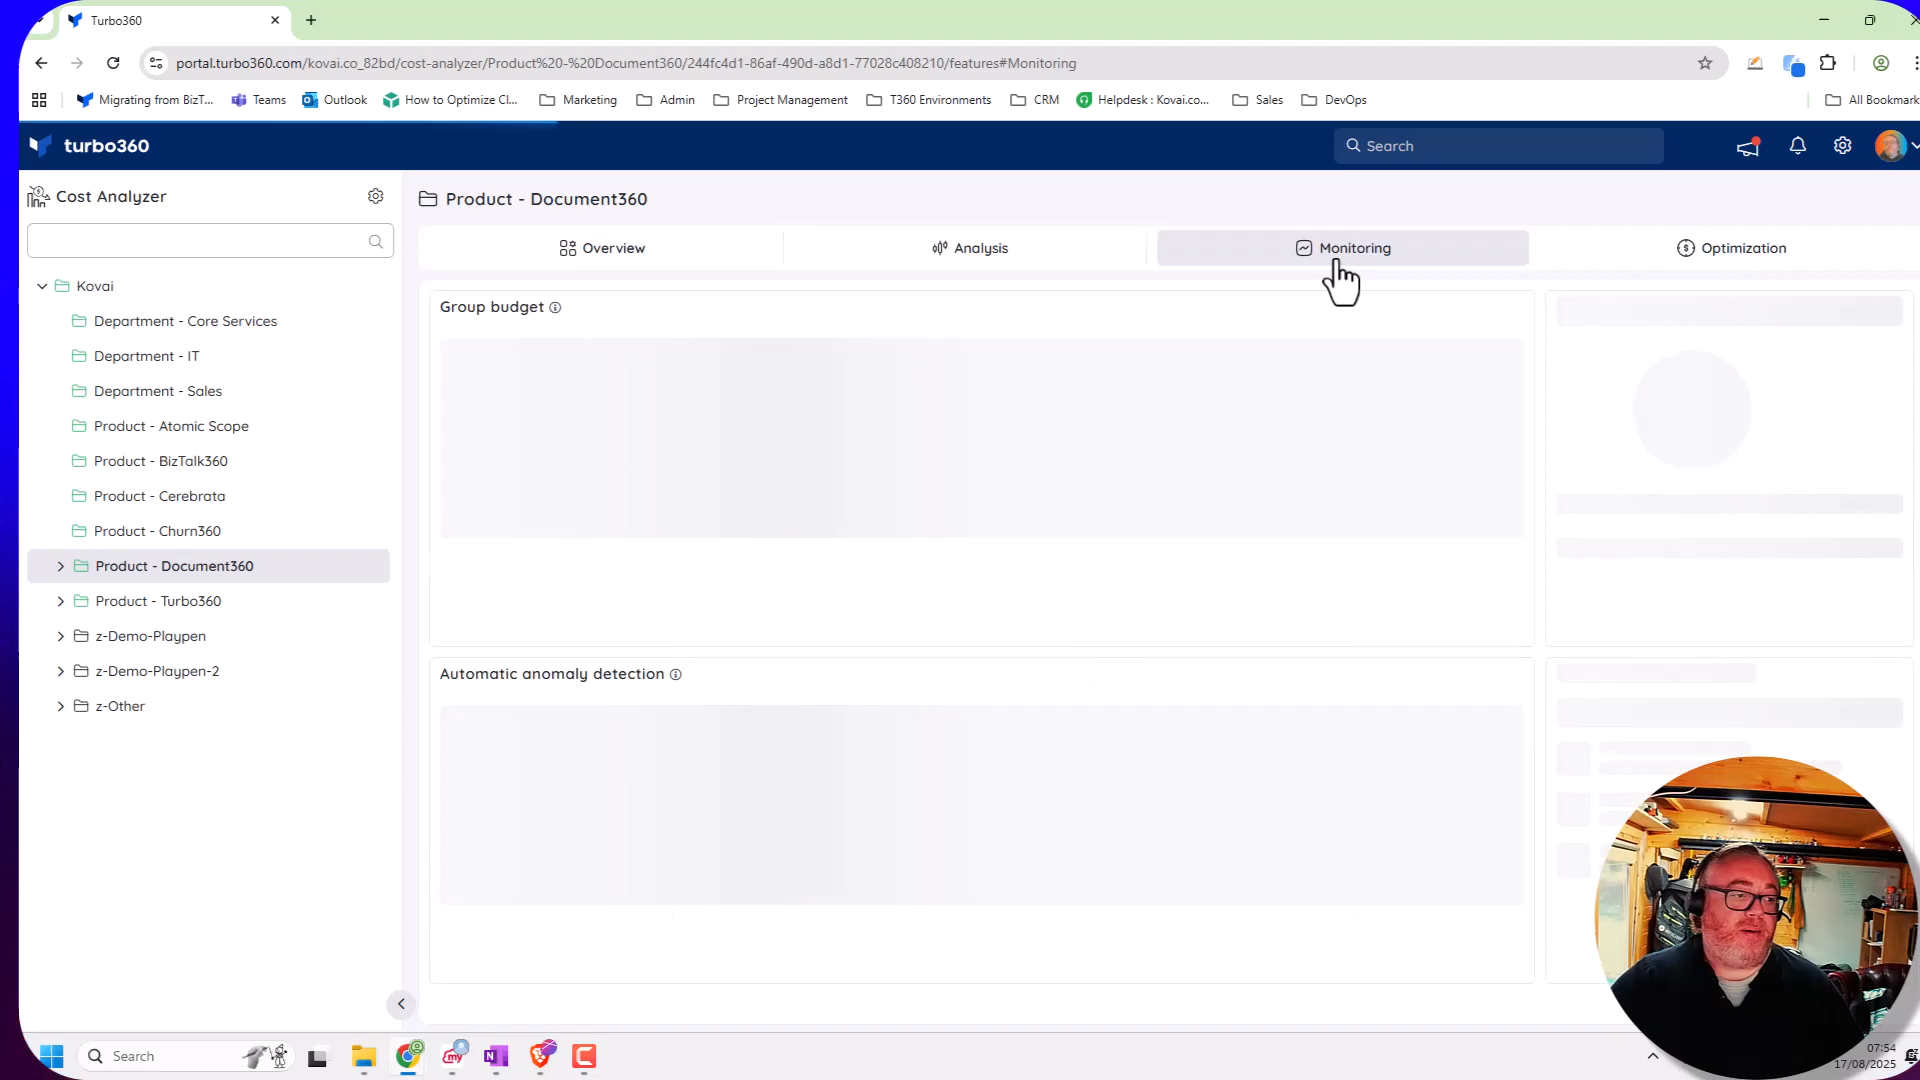 Turbo360
portal.turbo360.com/kovai.co_82bd/cost-analyzer/Product%20-%20Document360/244fc4d1-86af-490d-a8d1-77028c408210/features#Monitoring
Migrating from BizT... Teams Outlook How to Optimize Cl... Marketing Admin Project Management T360 Environments CRM Helpdesk : Kovai.co... Sales DevOps All Bookmark
turbo360 Search
Cost Analyzer
Product - Document360
Overview Analysis Monitoring Optimization
Kovai
Department - Core Services
Department - IT
Department - Sales
Product - Atomic Scope
Product - BizTalk360
Product - Cerebrata
Product - Churn360
Product - Document360
Product - Turbo360
z-Demo-Playpen
z-Demo-Playpen-2
z-Other
Group budget
Automatic anomaly detection
Search
my
07:54
17/08/2025